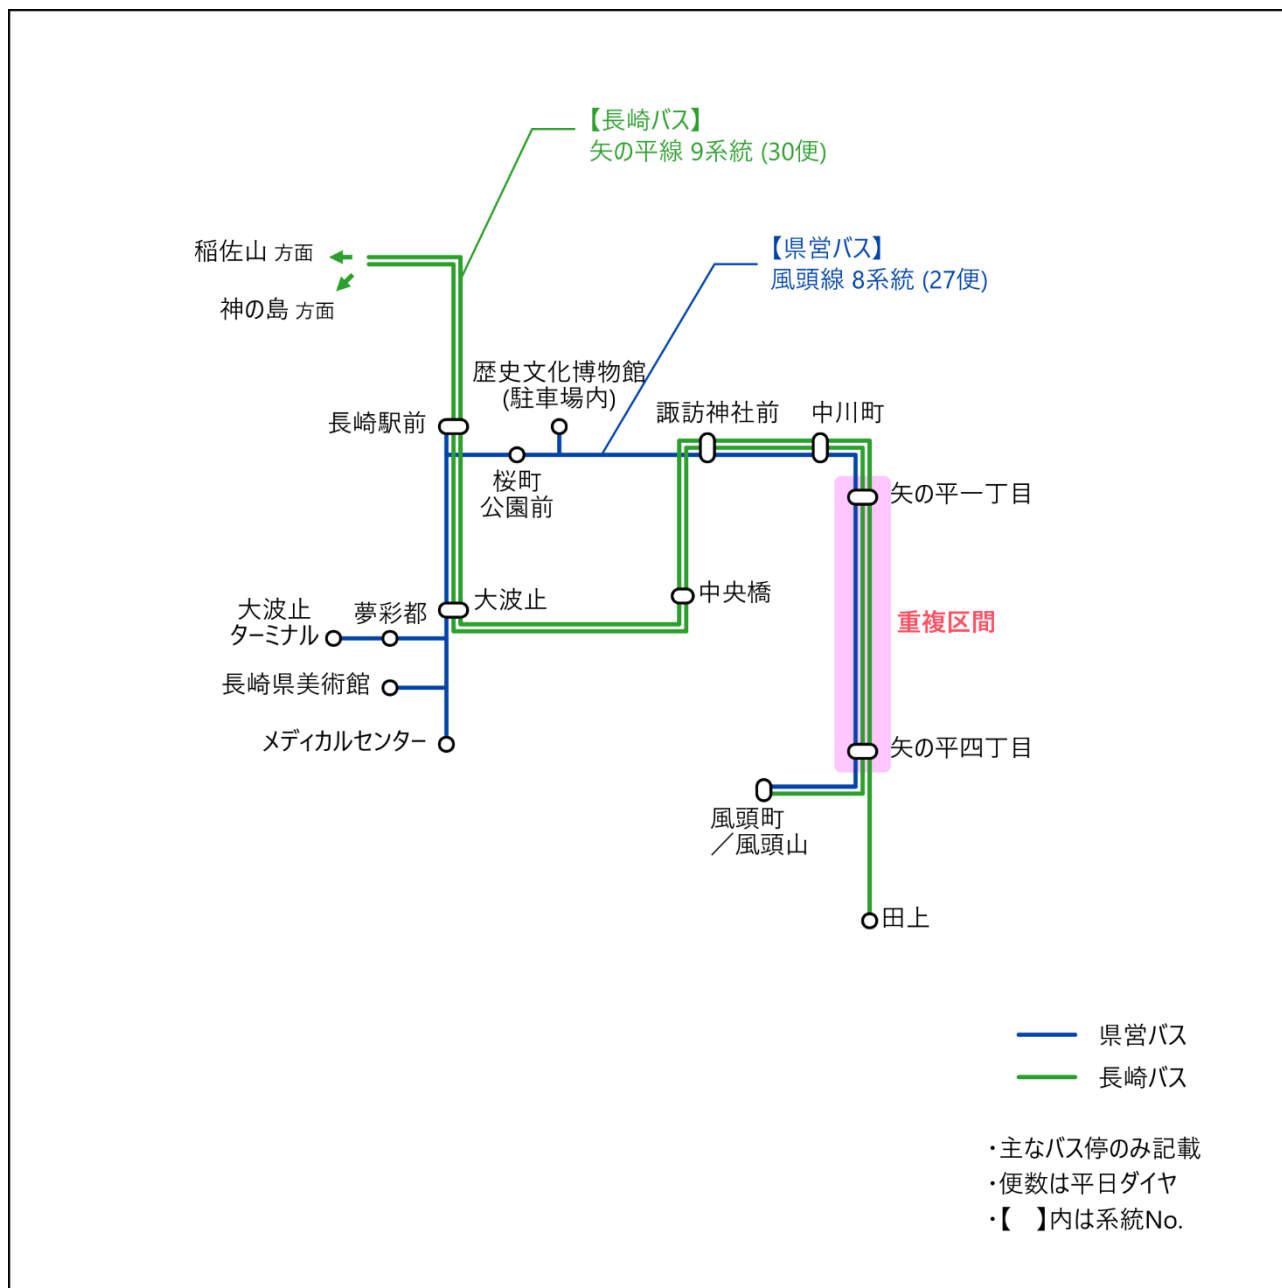 【長崎バス】
矢の平線 9系統 (30便)
【県営バス】
風頭線 8系統 (27便)
稲佐山 方面
神の島 方面
歴史文化博物館
(駐車場内)
長崎駅前
諏訪神社前
中川町
桜町
公園前
矢の平一丁目
大波止
ターミナル
夢彩都
大波止
中央橋
重複区間
長崎県美術館
メディカルセンター
矢の平四丁目
風頭町
／風頭山
田上
県営バス
長崎バス
・主なバス停のみ記載
・便数は平日ダイヤ
・【　】内は系統No.